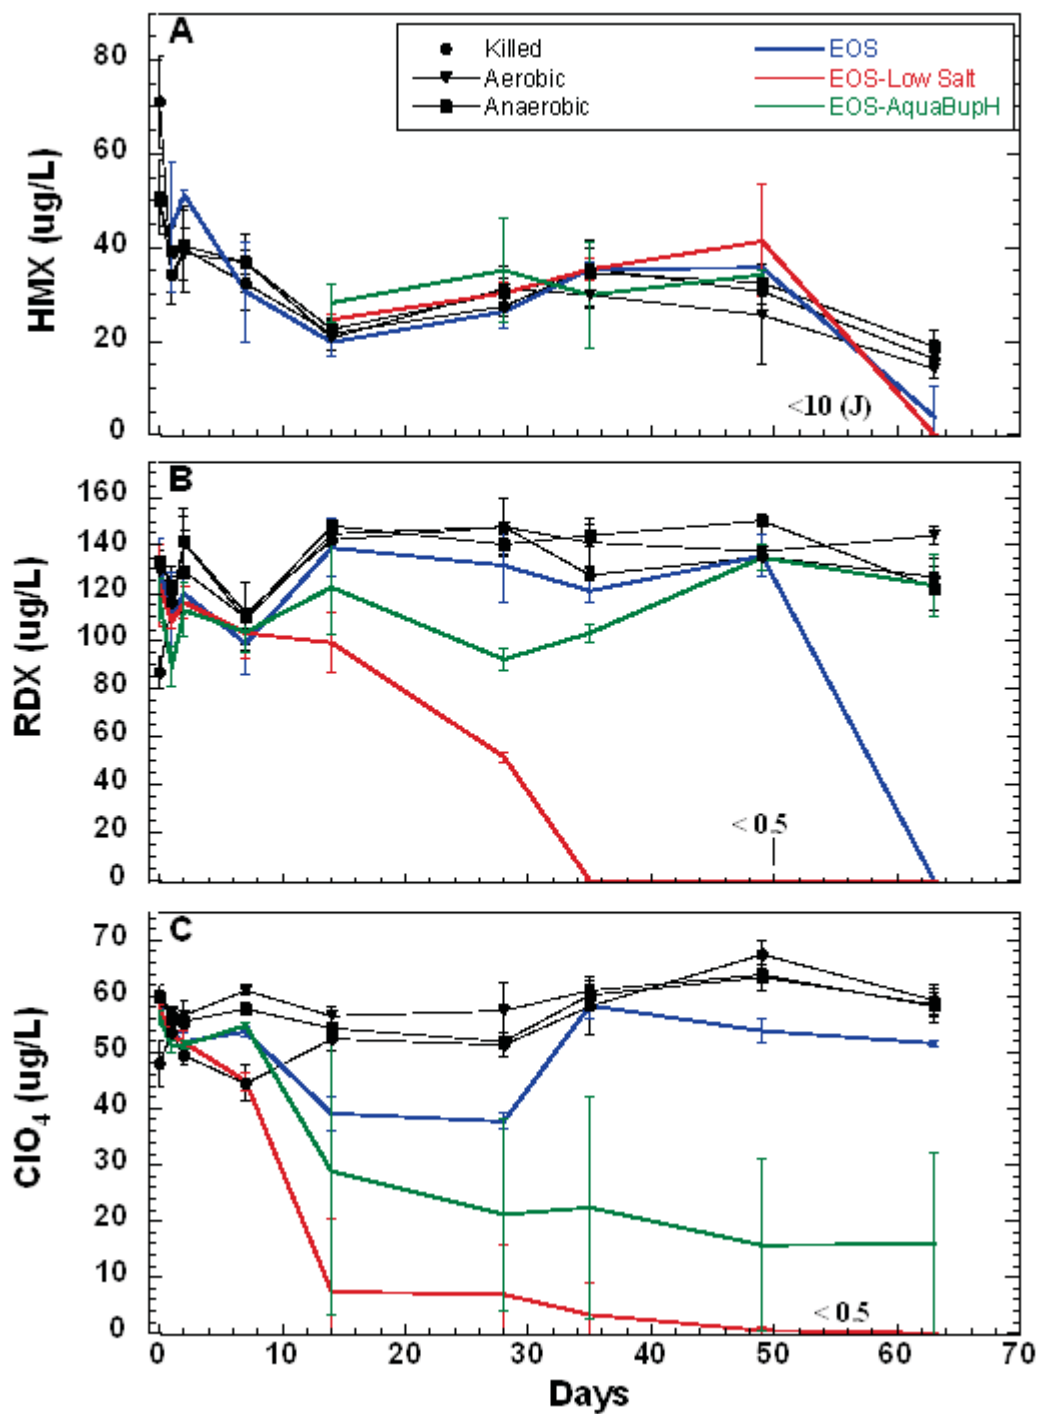 A
Killed
Aerobic
Anaerobic
EOS
EOS-Low Salt
EOS-AquaBupH
HMX (ug/L)
80
60
40
20
0
<10 (J)
B
RDX (ug/L)
160
140
120
100
80
60
40
20
0
< 0.5
C
ClO4 (ug/L)
70
60
50
40
30
20
10
0
< 0.5
0 10 20 30 40 50 60 70
Days